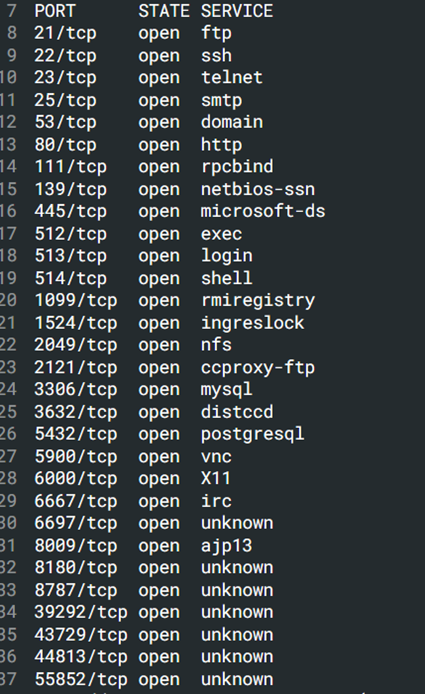 7 PORT STATE SERVICE
8 21/tcp open ftp
9 22/tcp open ssh
10 23/tcp open telnet
11 25/tcp open smtp
12 53/tcp open domain
13 80/tcp open http
14 111/tcp open rpcbind
15 139/tcp open netbios-ssn
16 445/tcp open microsoft-ds
17 512/tcp open exec
18 513/tcp open login
19 514/tcp open shell
20 1099/tcp open rmiregistry
21 1524/tcp open ingreslock
22 2049/tcp open nfs
23 2121/tcp open ccproxy-ftp
24 3306/tcp open mysql
25 3632/tcp open distccd
26 5432/tcp open postgresql
27 5900/tcp open vnc
28 6000/tcp open X11
29 6667/tcp open irc
30 6697/tcp open unknown
31 8009/tcp open ajp13
32 8180/tcp open unknown
33 8787/tcp open unknown
34 39292/tcp open unknown
35 43729/tcp open unknown
36 44813/tcp open unknown
37 55852/tcp open unknown